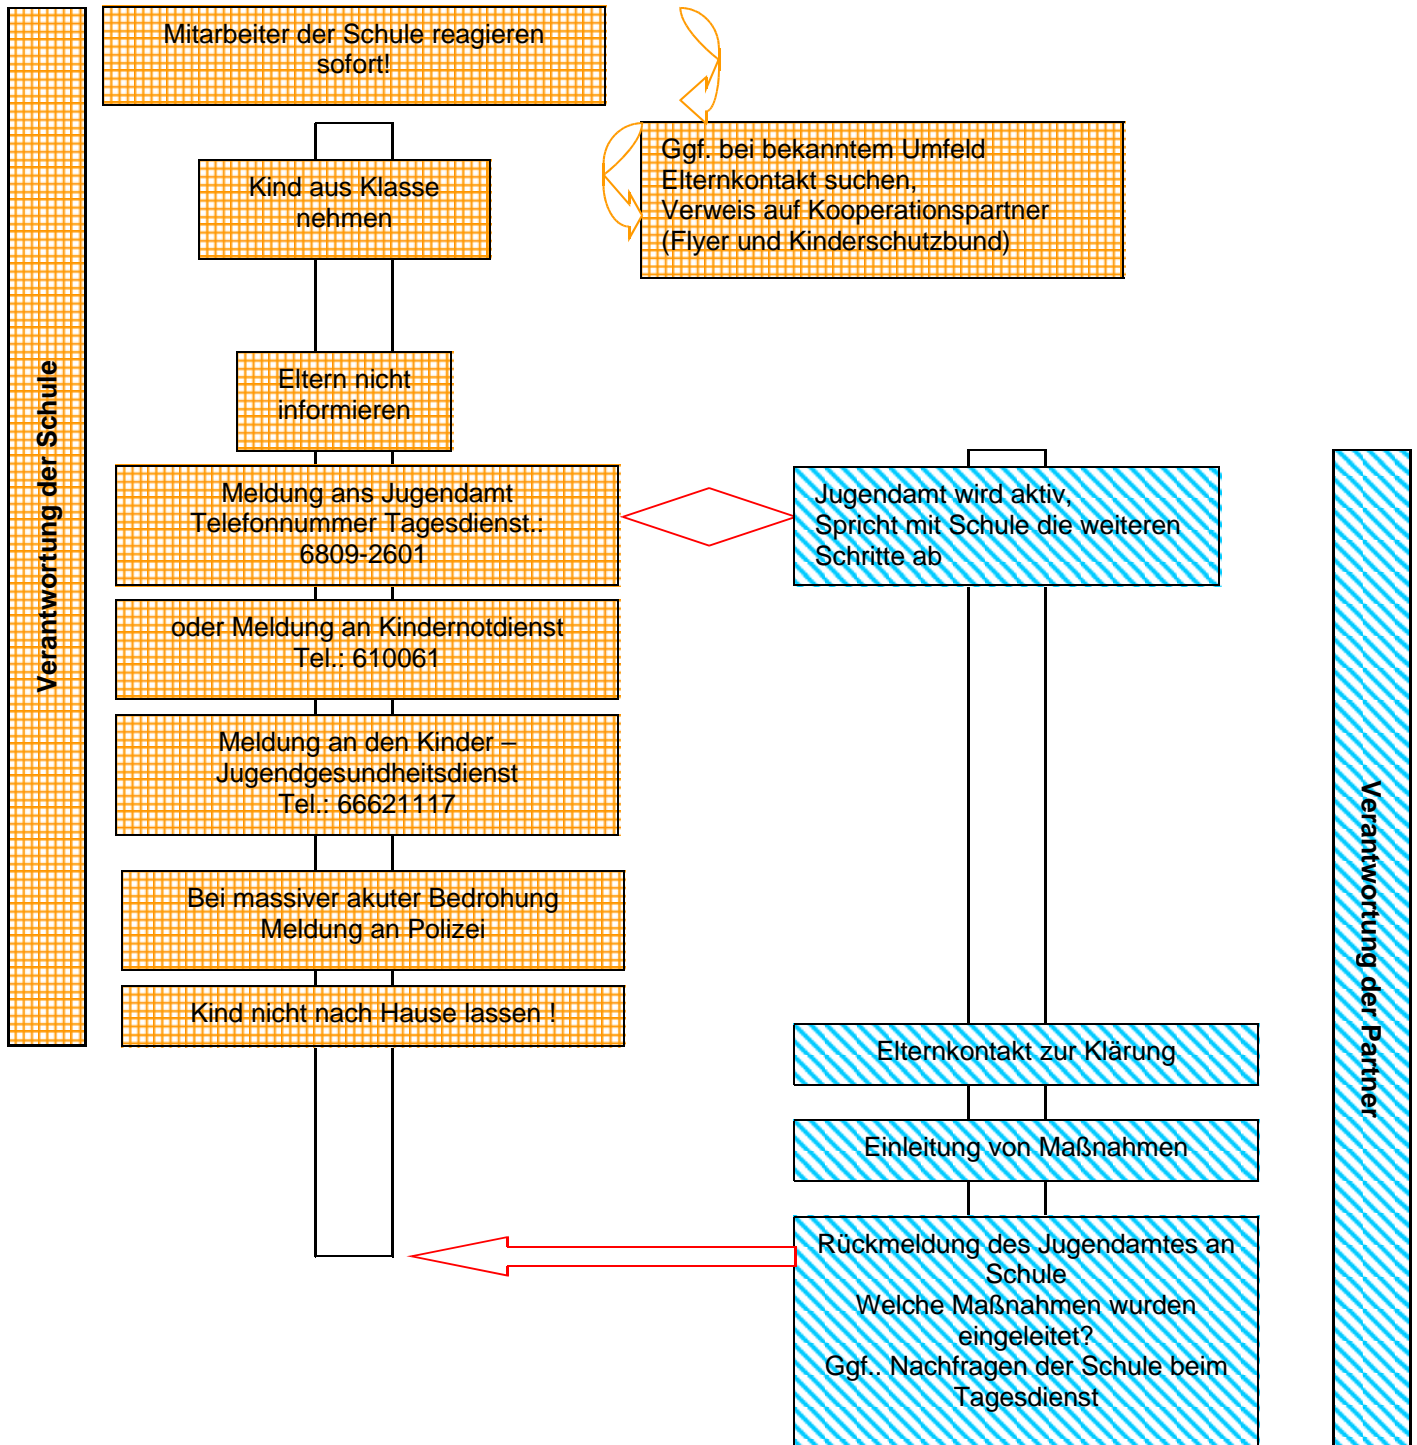 Verantwortung der Schule
Mitarbeiter der Schule reagieren
sofort!
Ggf. bei bekanntem Umfeld
Elternkontakt suchen,
Verweis auf Kooperationspartner
(Flyer und Kinderschutzbund)
Kind aus Klasse
nehmen
Eltern nicht
informieren
Meldung ans Jugendamt
Telefonnummer Tagesdienst.:
6809-2601
oder Meldung an Kindernotdienst
Tel.: 610061
Meldung an den Kinder –
Jugendgesundheitsdienst
Tel.: 66621117
Bei massiver akuter Bedrohung
Meldung an Polizei
Kind nicht nach Hause lassen !
Jugendamt wird aktiv,
Spricht mit Schule die weiteren
Schritte ab
Elternkontakt zur Klärung
Einleitung von Maßnahmen
Rückmeldung des Jugendamtes an
Schule
Welche Maßnahmen wurden
eingeleitet?
Ggf.. Nachfragen der Schule beim
Tagesdienst
Verantwortung der Partner